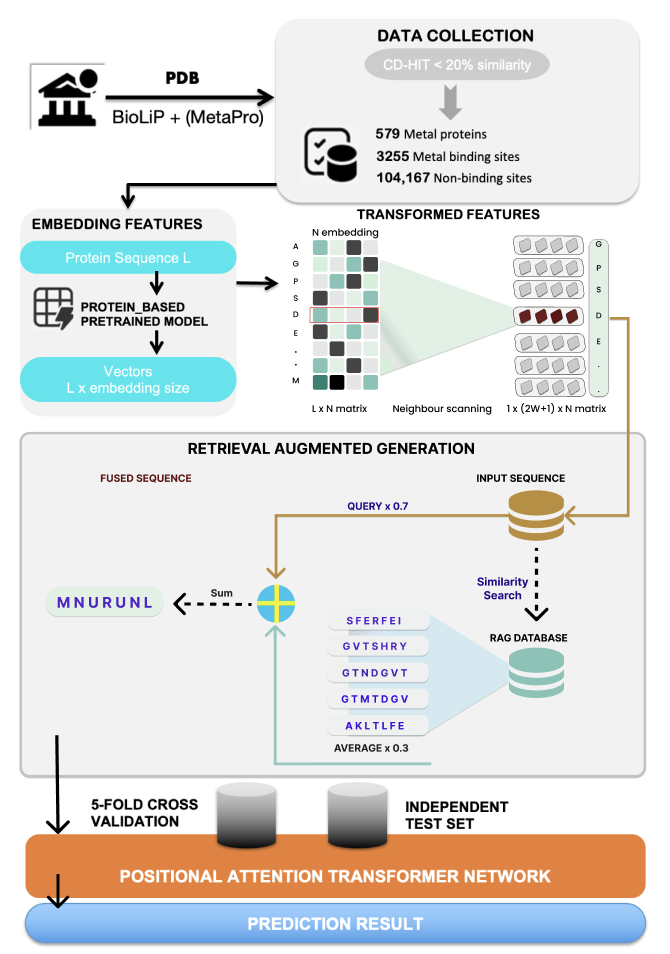 DATA COLLECTION
CD-HIT < 20% similarity
PDB
BioLiP + (MetaPro)
579 Metal proteins
3255 Metal binding sites
104,167 Non-binding sites
EMBEDDING FEATURES
Protein Sequence L
PROTEIN_BASED
PRETRAINED MODEL
Vectors
L x embedding size
TRANSFORMED FEATURES
N embedding
A
G
P
S
D
E
.
.
M
G
P
S
D
E
.
.
L x N matrix
Neighbour scanning
1 x (2W+1) x N matrix
RETRIEVAL AUGMENTED GENERATION
FUSED SEQUENCE
INPUT SEQUENCE
QUERY x 0.7
Similarity
Search
MNURUNL
Sum
SFERFEI
GVTSHRY
GTNDGVT
GTMTDGV
AKLTLFE
RAG DATABASE
AVERAGE x 0.3
5-FOLD CROSS
VALIDATION
INDEPENDENT
TEST SET
POSITIONAL ATTENTION TRANSFORMER NETWORK
PREDICTION RESULT